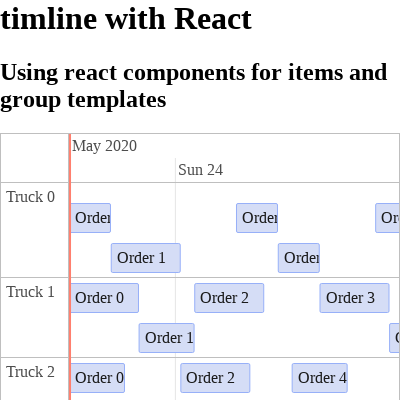 timline with React
Using react components for items and
group templates
May 2020
Sun 24
Truck 0
Order
Order
Or
Order 1
Order
Truck 1
Order 0
Order 2
Order 3
Order 1
Truck 2
Order 0
Order 2
Order 4